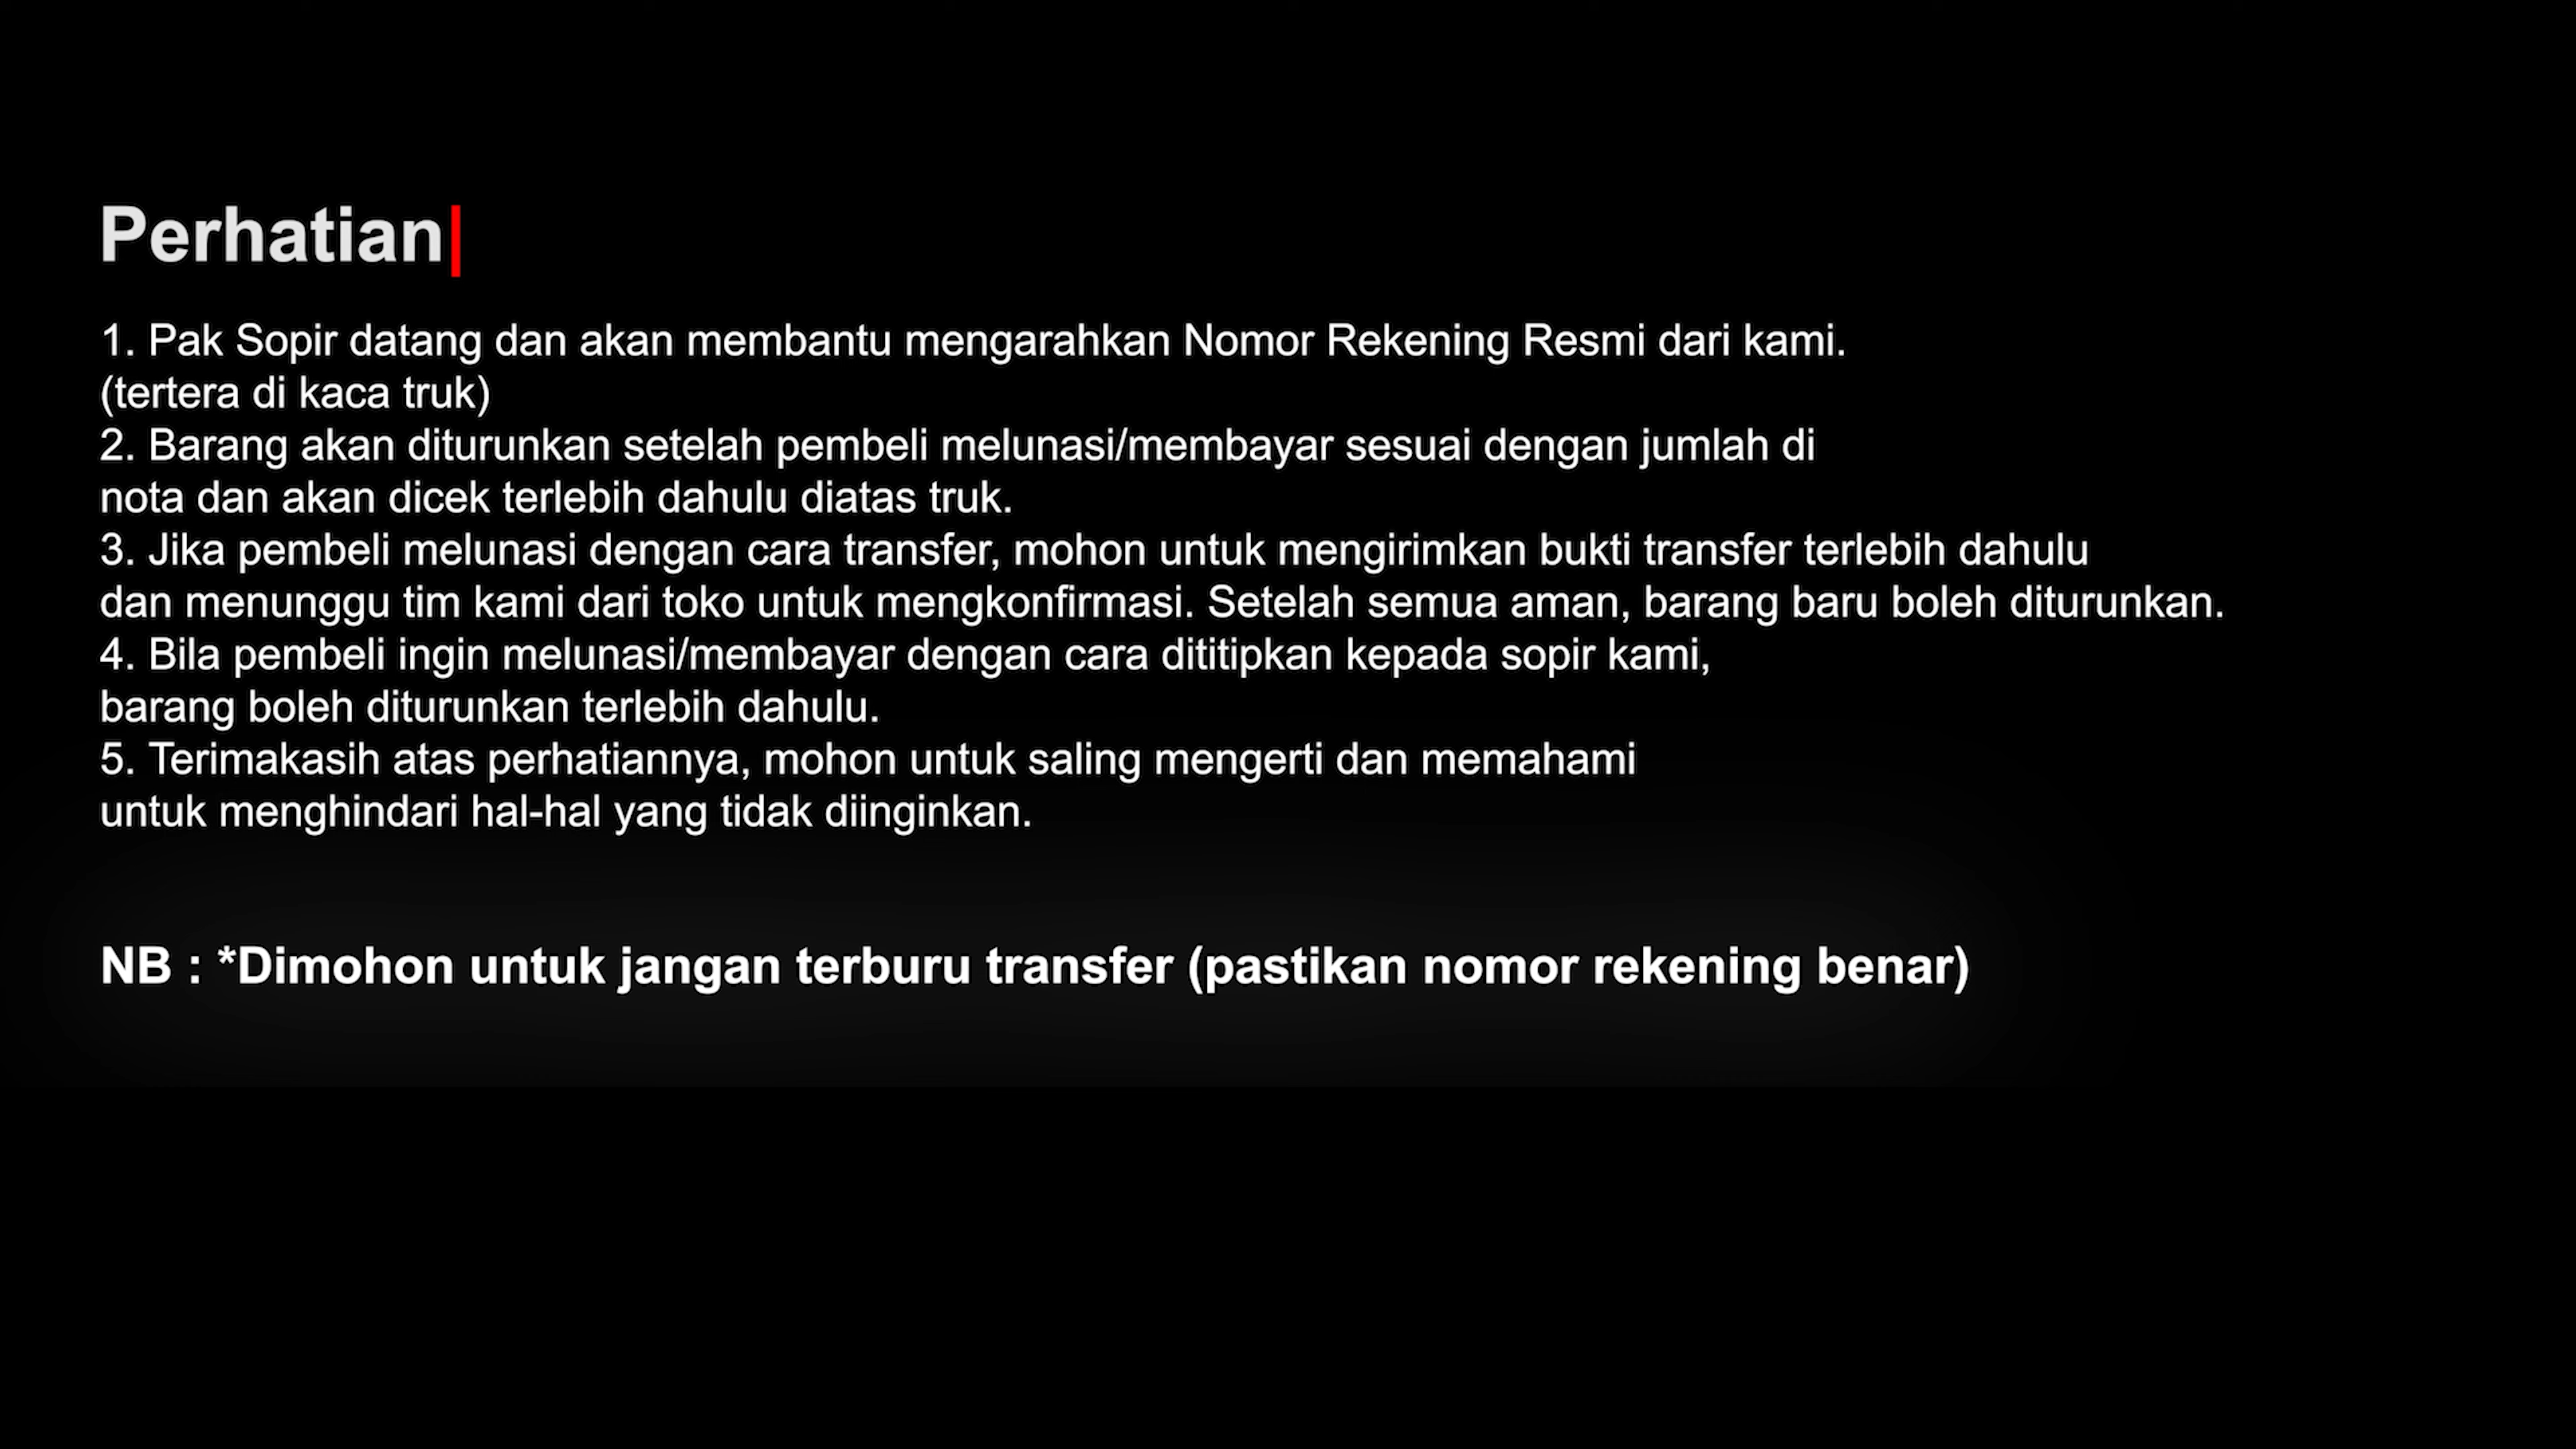 Perhatian
1. Pak Sopir datang dan akan membantu mengarahkan Nomor Rekening Resmi dari kami.
(tertera di kaca truk)
2. Barang akan diturunkan setelah pembeli melunasi/membayar sesuai dengan jumlah di
nota dan akan dicek terlebih dahulu diatas truk.
3. Jika pembeli melunasi dengan cara transfer, mohon untuk mengirimkan bukti transfer terlebih dahulu
dan menunggu tim kami dari toko untuk mengkonfirmasi. Setelah semua aman, barang baru boleh diturunkan.
4. Bila pembeli ingin melunasi/membayar dengan cara dititipkan kepada sopir kami,
barang boleh diturunkan terlebih dahulu.
5. Terimakasih atas perhatiannya, mohon untuk saling mengerti dan memahami
untuk menghindari hal-hal yang tidak diinginkan.
NB : *Dimohon untuk jangan terburu transfer (pastikan nomor rekening benar)